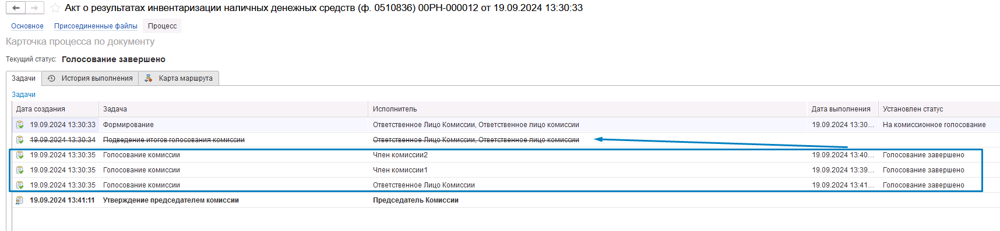 Акт о результатах инвентаризации наличных денежных средств (ф. 0510836) 00РН-000012 от 19.09.2024 13:30:33
Основное Присоединенные файлы Процесс
Карточка процесса по документу
Текущий статус: Голосование завершено
Задачи История выполнения Карта маршрута
Задачи
Дата создания Задача Исполнитель Дата выполнения Установлен статус
19.09.2024 13:30:33 Формирование Ответственное Лицо Комиссии, Ответственное лицо комиссии 19.09.2024 13:30... На комиссионное голосование
19.09.2024 13:30:34 Подведение итогов голосования комиссии Ответственное Лицо Комиссии, Ответственное лицо комиссии
19.09.2024 13:30:35 Голосование комиссии Член комиссии2 19.09.2024 13:40... Голосование завершено
19.09.2024 13:30:35 Голосование комиссии Член комиссии1 19.09.2024 13:39... Голосование завершено
19.09.2024 13:30:35 Голосование комиссии Ответственное Лицо Комиссии 19.09.2024 13:41... Голосование завершено
19.09.2024 13:41:11 Утверждение председателем комиссии Председатель Комиссии